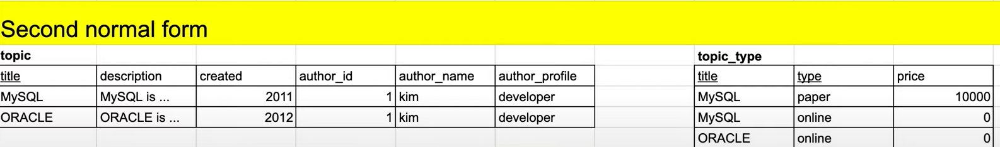 Second normal form
topic
title description created author_id author_name author_profile
MySQL MySQL is ... 2011 1 kim developer
ORACLE ORACLE is ... 2012 1 kim developer
topic_type
title type price
MySQL paper 10000
MySQL online 0
ORACLE online 0